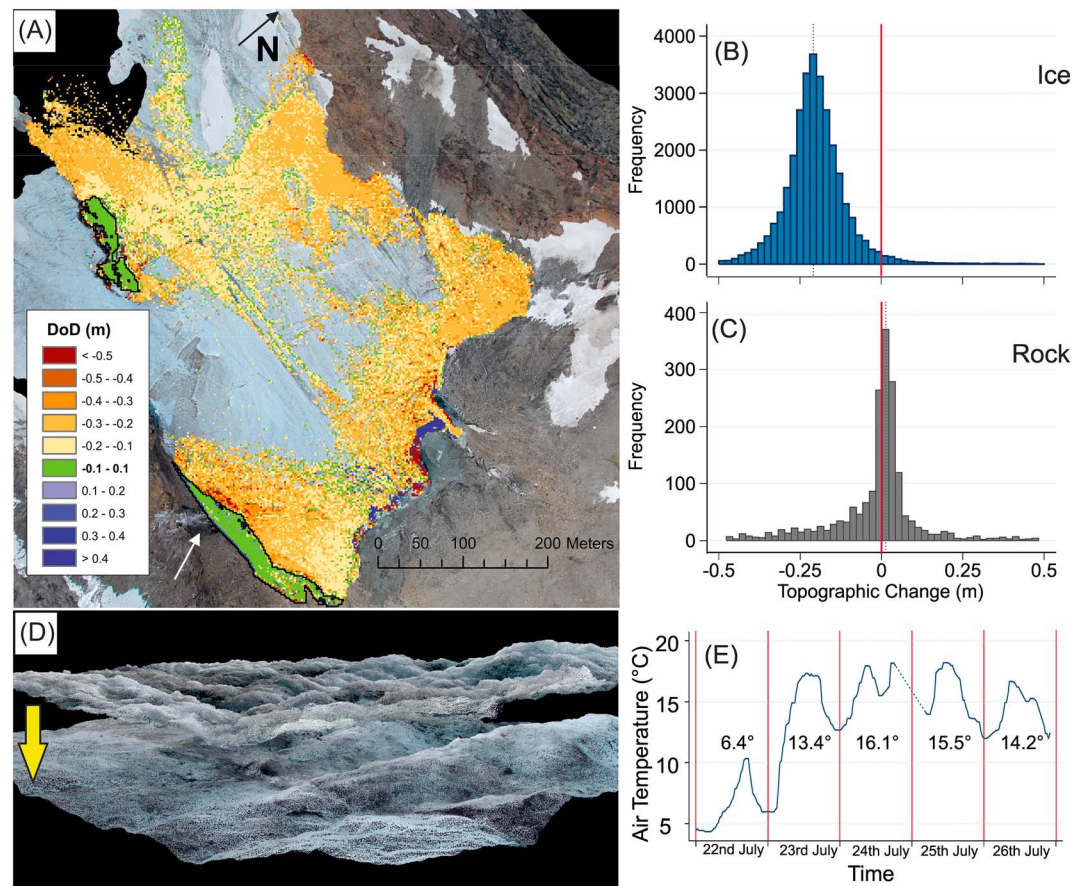 (A)
N
DoD (m)
< -0.5
-0.5 - -0.4
-0.4 - -0.3
-0.3 - -0.2
-0.2 - -0.1
-0.1 - 0.1
0.1 - 0.2
0.2 - 0.3
0.3 - 0.4
> 0.4
0 50 100 200 Meters
(B)
Ice
Frequency
4000
3000
2000
1000
0
(C)
Rock
Frequency
400
300
200
100
0
-0.5 -0.25 0 0.25 0.5
Topographic Change (m)
(D)
(E)
Air Temperature (°C)
20
15
10
5
6.4° 13.4° 16.1° 15.5° 14.2°
22nd July 23rd July 24th July 25th July 26th July
Time